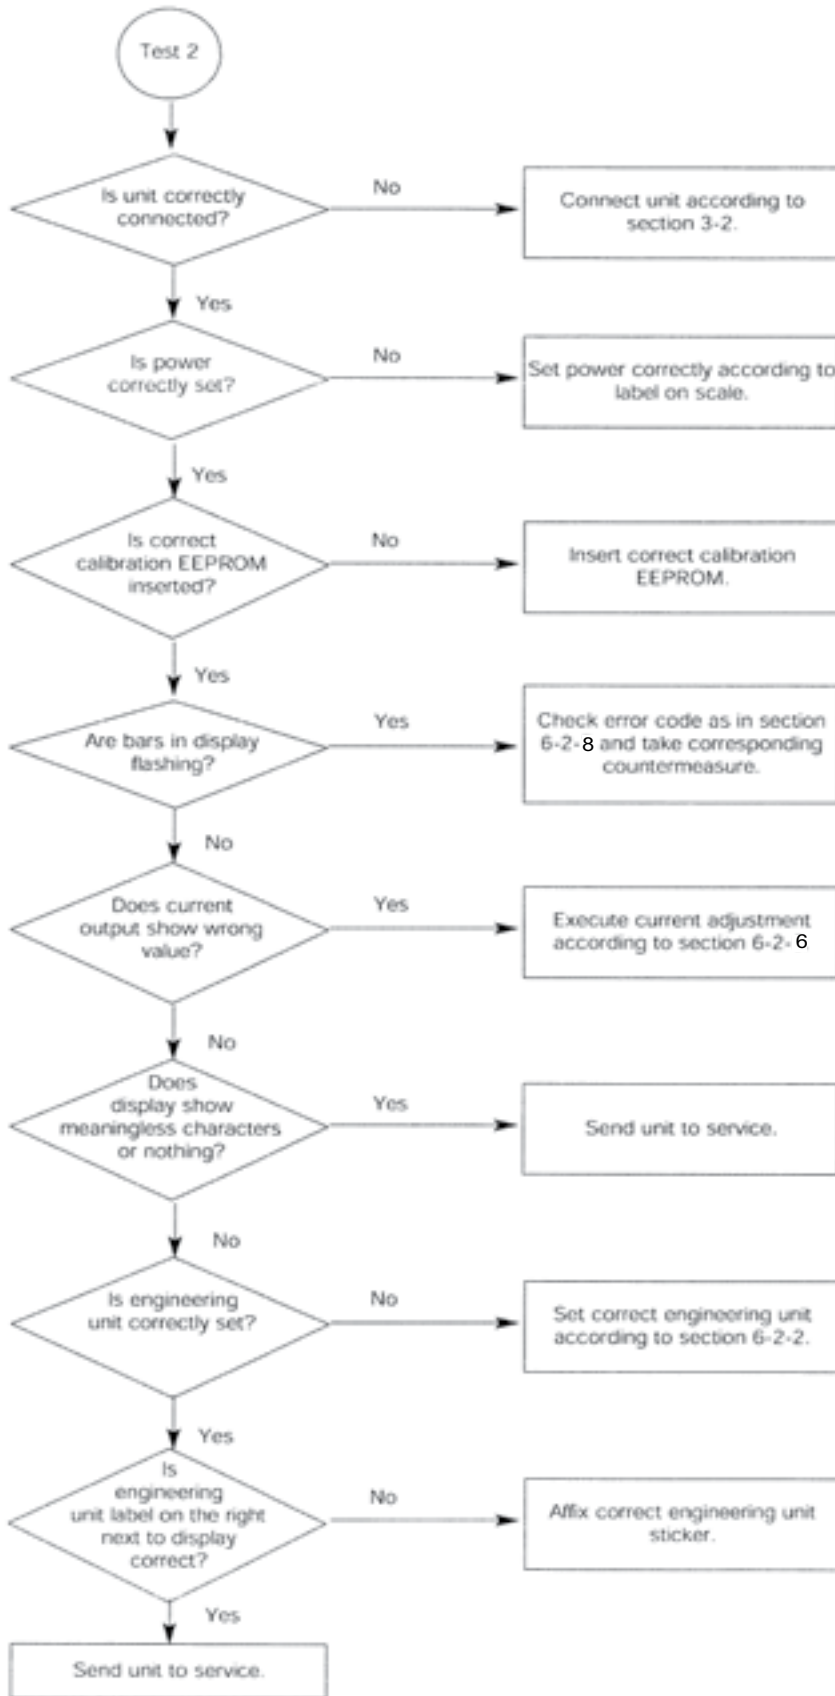 Test 2
Is unit correctly
connected?
No
Connect unit according to
section 3-2.
Yes
Is power
correctly set?
No
Set power correctly according to
label on scale.
Yes
Is correct
calibration EEPROM
inserted?
No
Insert correct calibration
EEPROM.
Yes
Are bars in display
flashing?
Yes
Check error code as in section
6-2-8 and take corresponding
countermeasure.
No
Does current
output show wrong
value?
Yes
Execute current adjustment
according to section 6-2-6
No
Does
display show
meaningless characters
or nothing?
Yes
Send unit to service.
No
Is engineering
unit correctly set?
No
Set correct engineering unit
according to section 6-2-2.
Yes
Is
engineering
unit label on the right
next to display
correct?
No
Affix correct engineering unit
sticker.
Yes
Send unit to service.